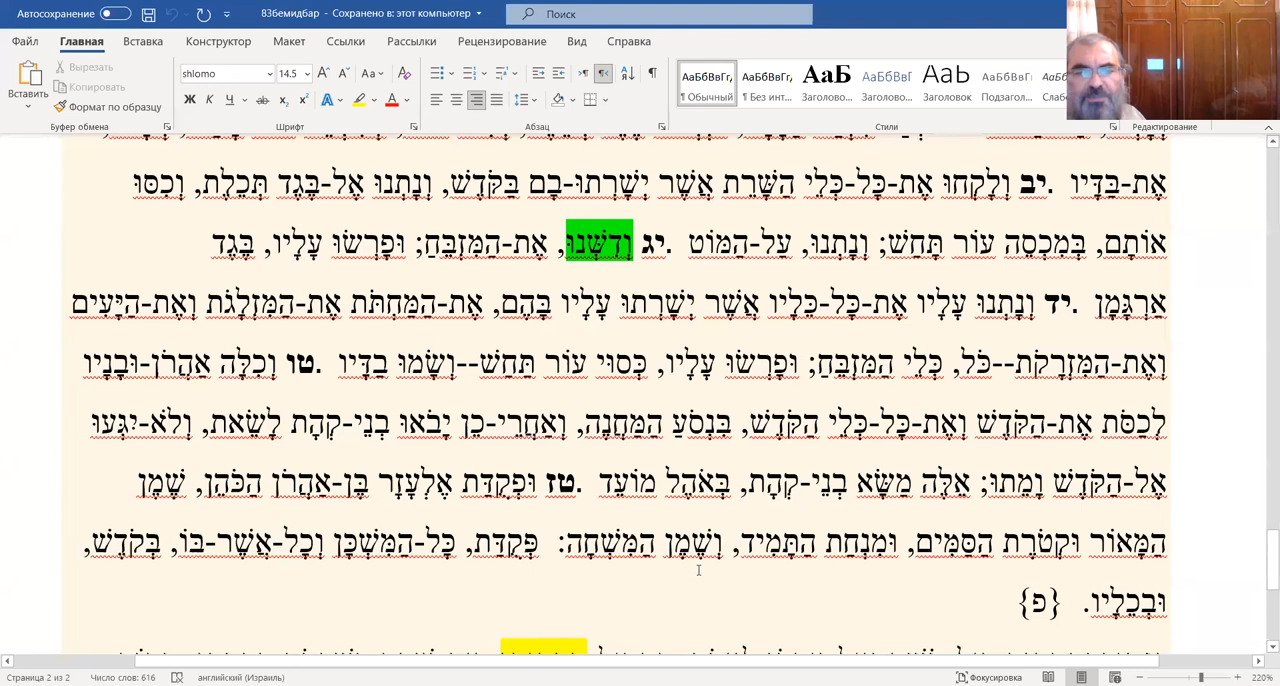 Автосохранение
83бемидбар - Сохранено в: этот компьютер
Поиск
Файл Главная Вставка Конструктор Макет Ссылки Рассылки Рецензирование Вид Справка
Вставить
Вырезать
Копировать
Формат по образцу
Буфер обмена
shlomo 14.5
Шрифт
Абзац
АаБбВвГг, АаБбВвГг, АаБ АаБбВвГ АаЬ АаБбВвГ
¶ Обычный ¶ Без инт... Заголово... Заголово... Заголовок Подзагол... Слаб
Стили
Редактирование
אֶת-בַּדָּיו. יב וְלָקְחוּ אֶת-כָּל-כְּלֵי הַשָּׁרֵת אֲשֶׁר יְשָׁרְתוּ-בָם בַּקֹּדֶשׁ, וְנָתְנוּ אֶל-בֶּגֶד תְּכֵלֶת, וְכִסּוּ
אוֹתָם, בְּמִכְסֵה עוֹר תָּחַשׁ; וְנָתְנוּ, עַל-הַמּוֹט. יג וְדִשְּׁנוּ, אֶת-הַמִּזְבֵּחַ; וּפָרְשׂוּ עָלָיו, בֶּגֶד
אַרְגָּמָן. יד וְנָתְנוּ עָלָיו אֶת-כָּל-כֵּלָיו אֲשֶׁר יְשָׁרְתוּ עָלָיו בָּהֶם, אֶת-הַמַּחְתֹּת אֶת-הַמִּזְלָגֹת וְאֶת-הַיָּעִים
וְאֶת-הַמִּזְרָקֹת--כֹּל, כְּלֵי הַמִּזְבֵּחַ; וּפָרְשׂוּ עָלָיו, כְּסוּי עוֹר תַּחַשׁ--וְשָׂמוּ בַדָּיו. טו וְכִלָּה אַהֲרֹן-וּבָנָיו
לְכַסֹּת אֶת-הַקֹּדֶשׁ וְאֶת-כָּל-כְּלֵי הַקֹּדֶשׁ, בִּנְסֹעַ הַמַּחֲנֶה, וְאַחֲרֵי-כֵן יָבֹאוּ בְנֵי-קְהָת לָשֵׂאת, וְלֹא-יִגְּעוּ
אֶל-הַקֹּדֶשׁ וָמֵתוּ; אֵלֶּה מַשָּׂא בְנֵי-קְהָת, בְּאֹהֶל מוֹעֵד. טז וּפְקֻדַּת אֶלְעָזָר בֶּן-אַהֲרֹן הַכֹּהֵן, שֶׁמֶן
הַמָּאוֹר וּקְטֹרֶת הַסַּמִּים, וּמִנְחַת הַתָּמִיד, וְשֶׁמֶן הַמִּשְׁחָה: פְּקֻדַּת, כָּל-הַמִּשְׁכָּן וְכָל-אֲשֶׁר-בּוֹ, בְּקֹדֶשׁ,
וּבְכֵלָיו. {פ}
Страница 2 из 2 Число слов: 616 английский (Израиль) Фокусировка 220%